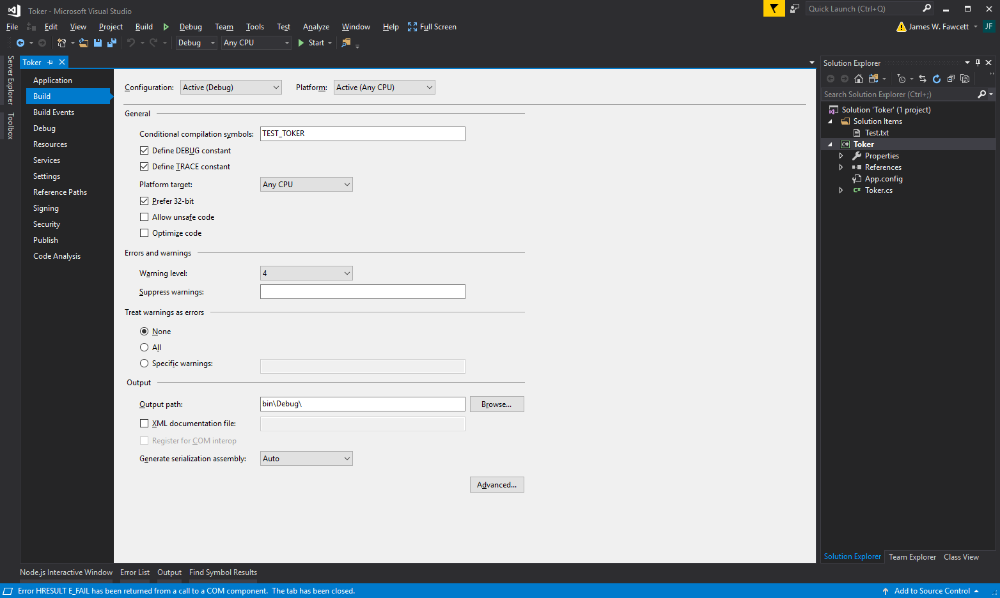 Toker - Microsoft Visual Studio
Quick Launch (Ctrl+Q)
File Edit View Project Build Debug Team Tools Test Analyze Window Help Full Screen
James W. Fawcett JF
Debug Any CPU Start
Server Explorer
Toolbox
Toker
Application
Build
Build Events
Debug
Resources
Services
Settings
Reference Paths
Signing
Security
Publish
Code Analysis
Configuration: Active (Debug) Platform: Active (Any CPU)
General
Conditional compilation symbols: TEST_TOKER
Define DEBUG constant
Define TRACE constant
Platform target: Any CPU
Prefer 32-bit
Allow unsafe code
Optimize code
Errors and warnings
Warning level: 4
Suppress warnings:
Treat warnings as errors
None
All
Specific warnings:
Output
Output path: bin\Debug\ Browse...
XML documentation file:
Register for COM interop
Generate serialization assembly: Auto
Advanced...
Solution Explorer
Search Solution Explorer (Ctrl+;)
Solution 'Toker' (1 project)
Solution Items
Test.txt
C# Toker
Properties
References
App.config
C# Toker.cs
Solution Explorer Team Explorer Class View
Node.js Interactive Window Error List Output Find Symbol Results
Error HRESULT E_FAIL has been returned from a call to a COM component.  The tab has been closed.
Add to Source Control